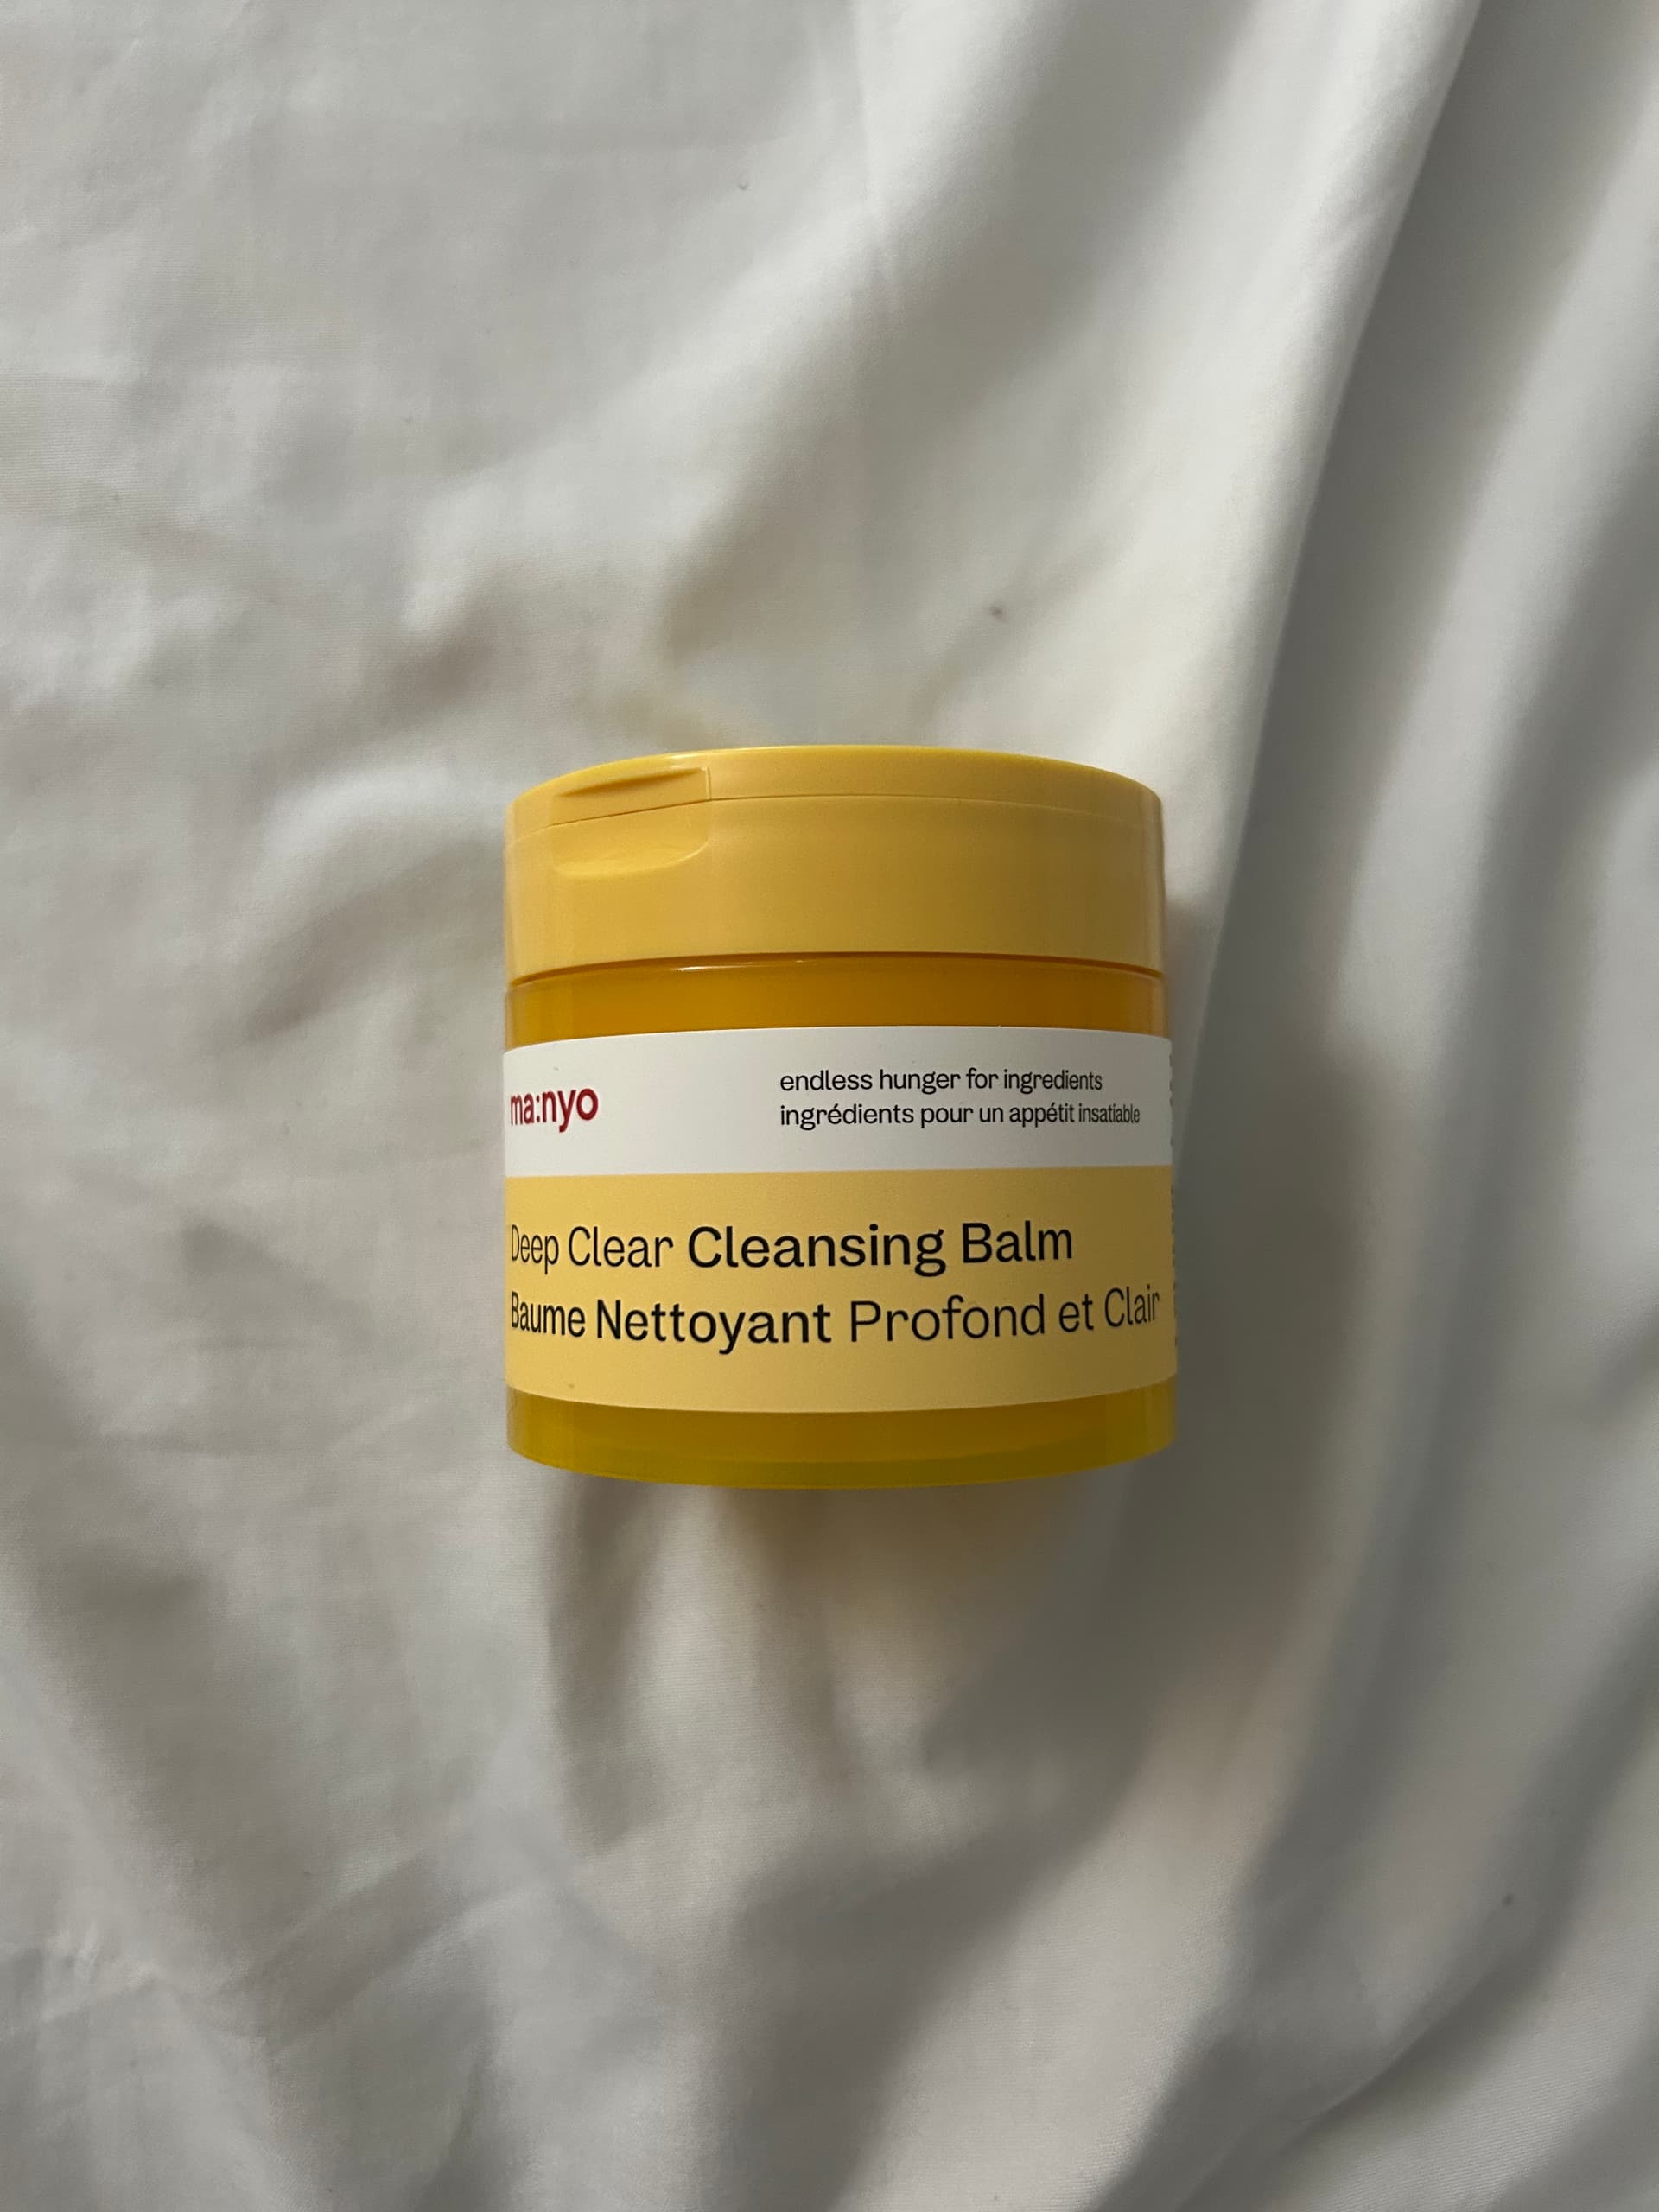 ma:nyo
endless hunger for ingredients
ingrédients pour un appétit insatiable
Deep Clear Cleansing Balm
Baume Nettoyant Profond et Clair